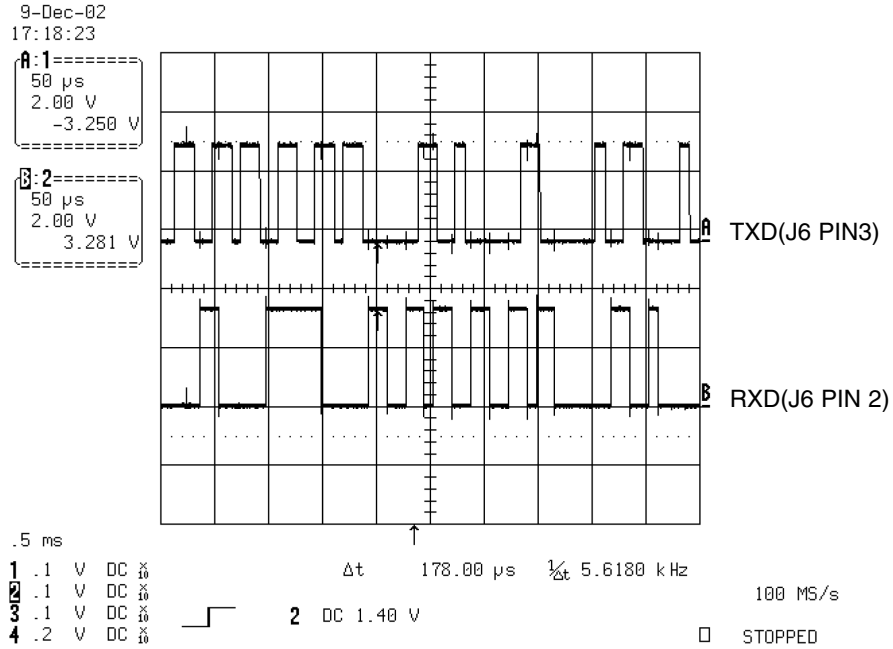 9-Dec-02
17:18:23
A:1
50 µs
2.00 V
-3.250 V
B:2
50 µs
2.00 V
3.281 V
A TXD(J6 PIN3)
B RXD(J6 PIN 2)
.5 ms
1 .1 V DC X10
Δt 178.00 µs 1/Δt 5.6180 kHz
2 .1 V DC X10
100 MS/s
3 .1 V DC X10
2 DC 1.40 V
4 .2 V DC X10
STOPPED